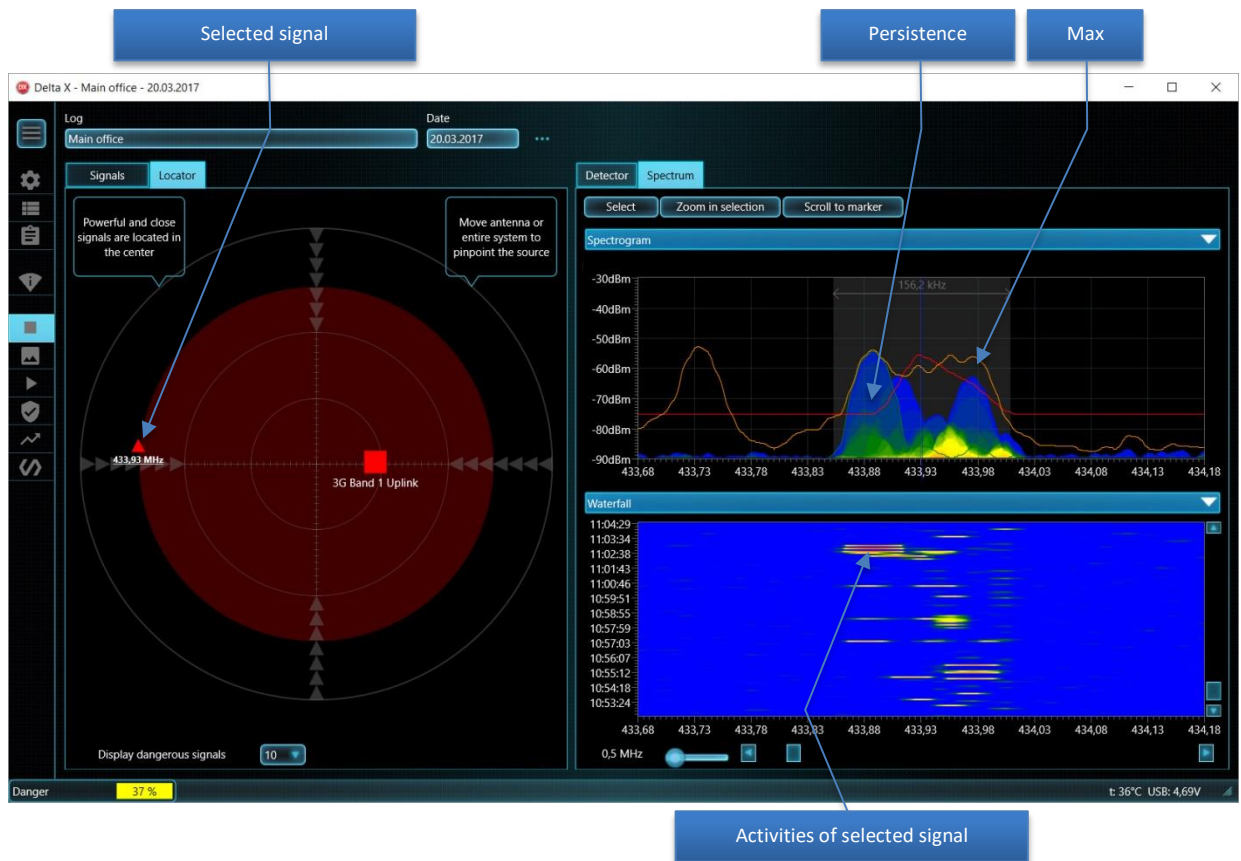 Selected signal
Persistence
Max
Delta X - Main office - 20.03.2017
Log
Date
Main office
20.03.2017
Signals
Locator
Detector
Spectrum
Powerful and close
signals are located in
the center
Move antenna or
entire system to
pinpoint the source
433,93 MHz
3G Band 1 Uplink
Display dangerous signals
10
Select
Zoom in selection
Scroll to marker
Spectrogram
156,2 kHz
-30dBm
-40dBm
-50dBm
-60dBm
-70dBm
-80dBm
-90dBm
433,68 433,73 433,78 433,83 433,88 433,93 433,98 434,03 434,08 434,13 434,18
Waterfall
11:04:29
11:03:34
11:02:38
11:01:43
11:00:46
10:59:51
10:58:55
10:57:59
10:57:03
10:56:07
10:55:12
10:54:18
10:53:24
433,68 433,73 433,78 433,83 433,88 433,93 433,98 434,03 434,08 434,13 434,18
0,5 MHz
Danger
37 %
t: 36°C USB: 4,69V
Activities of selected signal